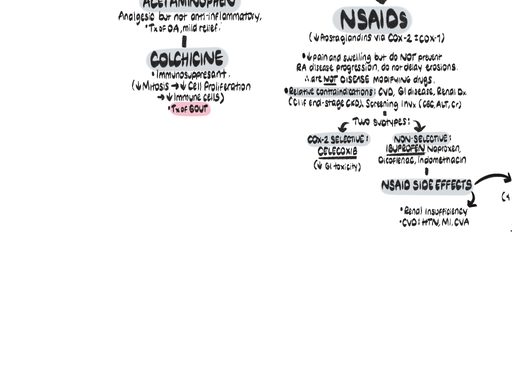 ACETAMINOPHEN
Analgesic but not anti-inflammatory.
Tx of OA, mild relief.
COLCHICINE
• Immunosuppressant.
(↓Mitosis → ↓ Cell Proliferation
→ ↓ Immune cells)
• Tx of GOUT
NSAIDS
(↓Prostaglandins via COX-2 ± COX-1)
• ↓ pain and swelling but do NOT prevent
RA disease progression, do not delay erosions.
∴ are NOT DISEASE MODIFYING drugs.
• Relative contraindications: CVD, GI disease, Renal Dx.
(CI if end-stage CKD). Screening Invx (CBC, ALT, Cr)
TWO SUBTYPES:
COX-2 SELECTIVE:
CELECOXIB
(↓ GI toxicity)
NON-SELECTIVE:
IBUPROFEN Naproxen,
Diclofenac, Indomethacin
NSAID SIDE EFFECTS
• Renal Insufficiency
• CVD: HTN, MI, CVA